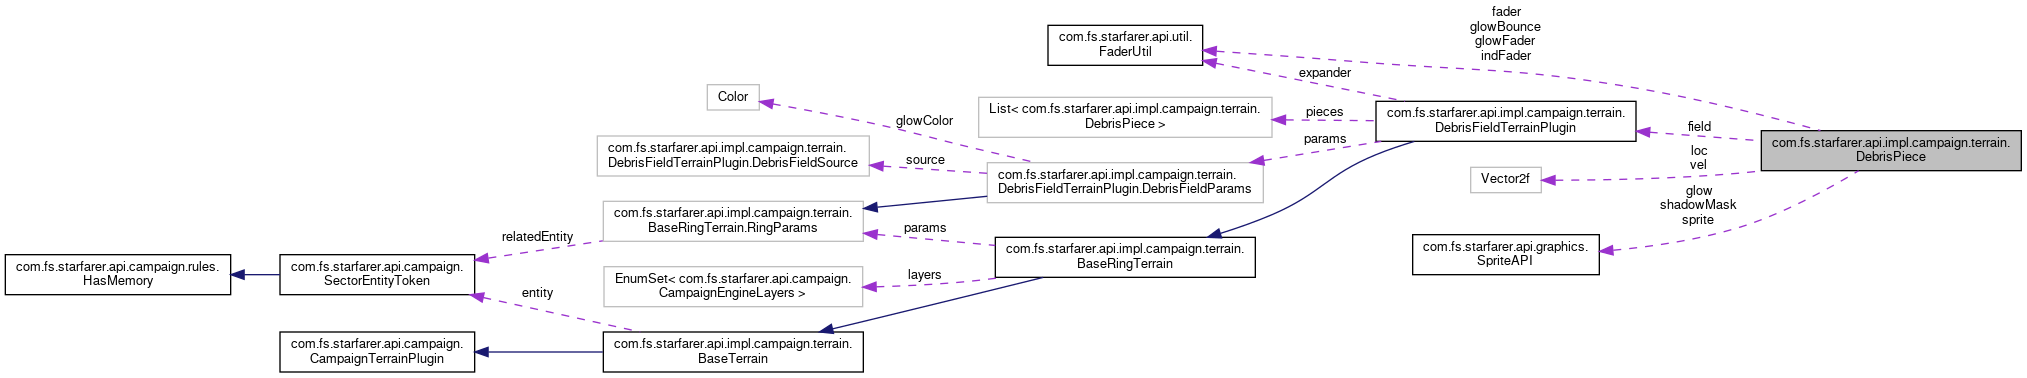 fader
glowBounce
glowFader
indFader
com.fs.starfarer.api.util.
FaderUtil
expander
Color
List< com.fs.starfarer.api.impl.campaign.terrain.
DebrisPiece >
pieces
com.fs.starfarer.api.impl.campaign.terrain.
DebrisFieldTerrainPlugin
glowColor
field
params
com.fs.starfarer.api.impl.campaign.terrain.
DebrisPiece
com.fs.starfarer.api.impl.campaign.terrain.
DebrisFieldTerrainPlugin.DebrisFieldSource
source
loc
vel
com.fs.starfarer.api.impl.campaign.terrain.
DebrisFieldTerrainPlugin.DebrisFieldParams
Vector2f
glow
shadowMask
sprite
com.fs.starfarer.api.impl.campaign.terrain.
BaseRingTerrain.RingParams
relatedEntity
params
com.fs.starfarer.api.impl.campaign.terrain.
BaseRingTerrain
com.fs.starfarer.api.graphics.
SpriteAPI
com.fs.starfarer.api.campaign.rules.
HasMemory
com.fs.starfarer.api.campaign.
SectorEntityToken
EnumSet< com.fs.starfarer.api.campaign.
CampaignEngineLayers >
layers
entity
com.fs.starfarer.api.campaign.
CampaignTerrainPlugin
com.fs.starfarer.api.impl.campaign.terrain.
BaseTerrain